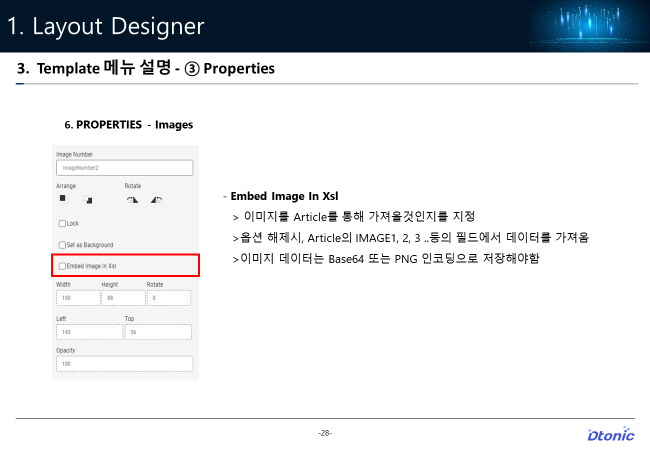 1. Layout Designer
3. Template 메뉴 설명 - ③ Properties
6. PROPERTIES - Images
Image Number
ImageNumber2
Arrange Rotate
Lock
Set as Background
Embed Image In Xsl
Width Height Rotate
100 88 0
Left Top
143 36
Opacity
100
- Embed Image In Xsl
> 이미지를 Article를 통해 가져올것인지를 지정
>옵션 해제시, Article의 IMAGE1, 2, 3 ..등의 필드에서 데이터를 가져옴
>이미지 데이터는 Base64 또는 PNG 인코딩으로 저장해야함
-28-
Dtonic